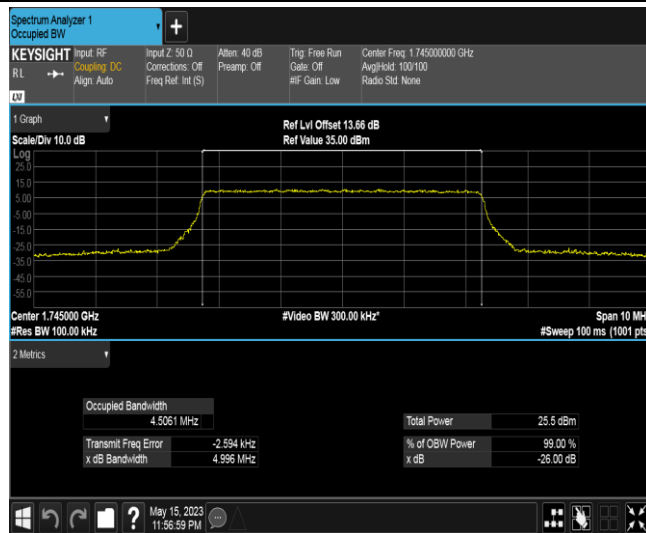 Spectrum Analyzer 1
Occupied BW
+
KEYSIGHT
RL
Input: RF
Coupling: DC
Align: Auto
Input Z: 50 Ω
Corrections: Off
Freq Ref: Int (S)
Atten: 40 dB
Preamp: Off
Trig: Free Run
Gate: Off
#IF Gain: Low
Center Freq: 1.745000000 GHz
Avg|Hold: 100/100
Radio Std: None
1 Graph
Scale/Div 10.0 dB
Ref Lvl Offset 13.66 dB
Ref Value 35.00 dBm
Log
25.0
15.0
5.00
-5.00
-15.0
-25.0
-35.0
-45.0
-55.0
Center 1.745000 GHz
#Res BW 100.00 kHz
#Video BW 300.00 kHz*
Span 10 MH
#Sweep 100 ms (1001 pts
2 Metrics
Occupied Bandwidth
4.5061 MHz
Transmit Freq Error -2.594 kHz
x dB Bandwidth 4.996 MHz
Total Power 25.5 dBm
% of OBW Power 99.00 %
x dB -26.00 dB
?
May 15, 2023
11:56:59 PM